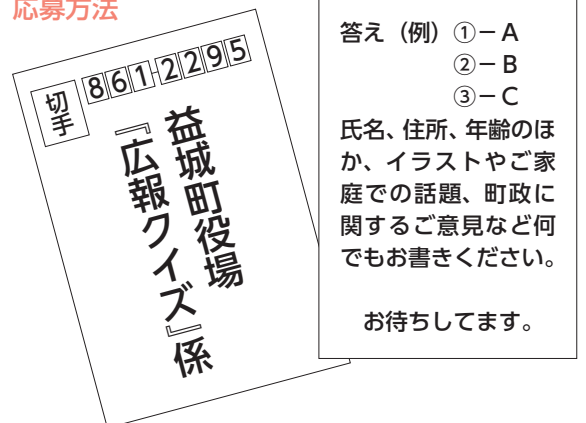 応募方法
切手
861-2295
益城町役場
『広報クイズ』係
答え（例）①－A
②－B
③－C
氏名、住所、年齢のほ
か、イラストやご家
庭での話題、町政に
関するご意見など何
でもお書きください。
お待ちしてます。